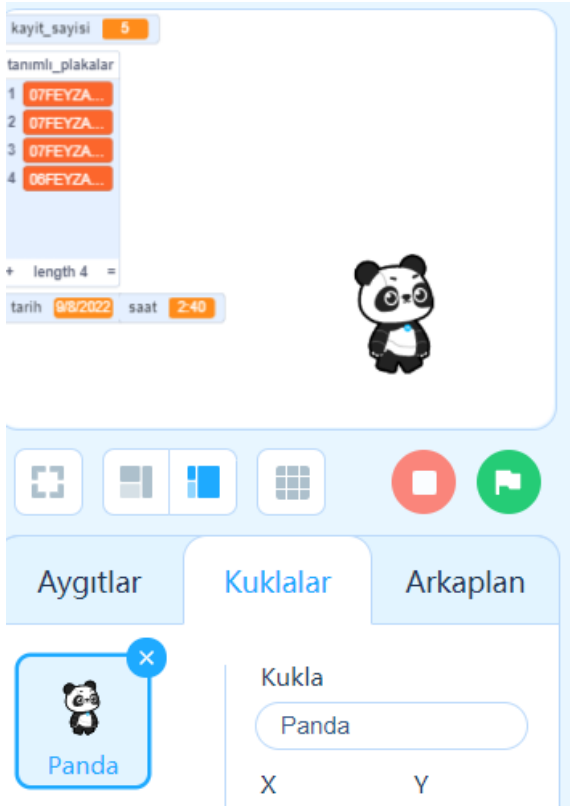 kayit_sayisi 5
tanımlı_plakalar
1 07FEYZA...
2 07FEYZA...
3 07FEYZA...
4 06FEYZA...
+ length 4 =
tarih 9/8/2022 saat 2:40
Aygıtlar Kuklalar Arkaplan
Kukla
Panda
Panda
X Y